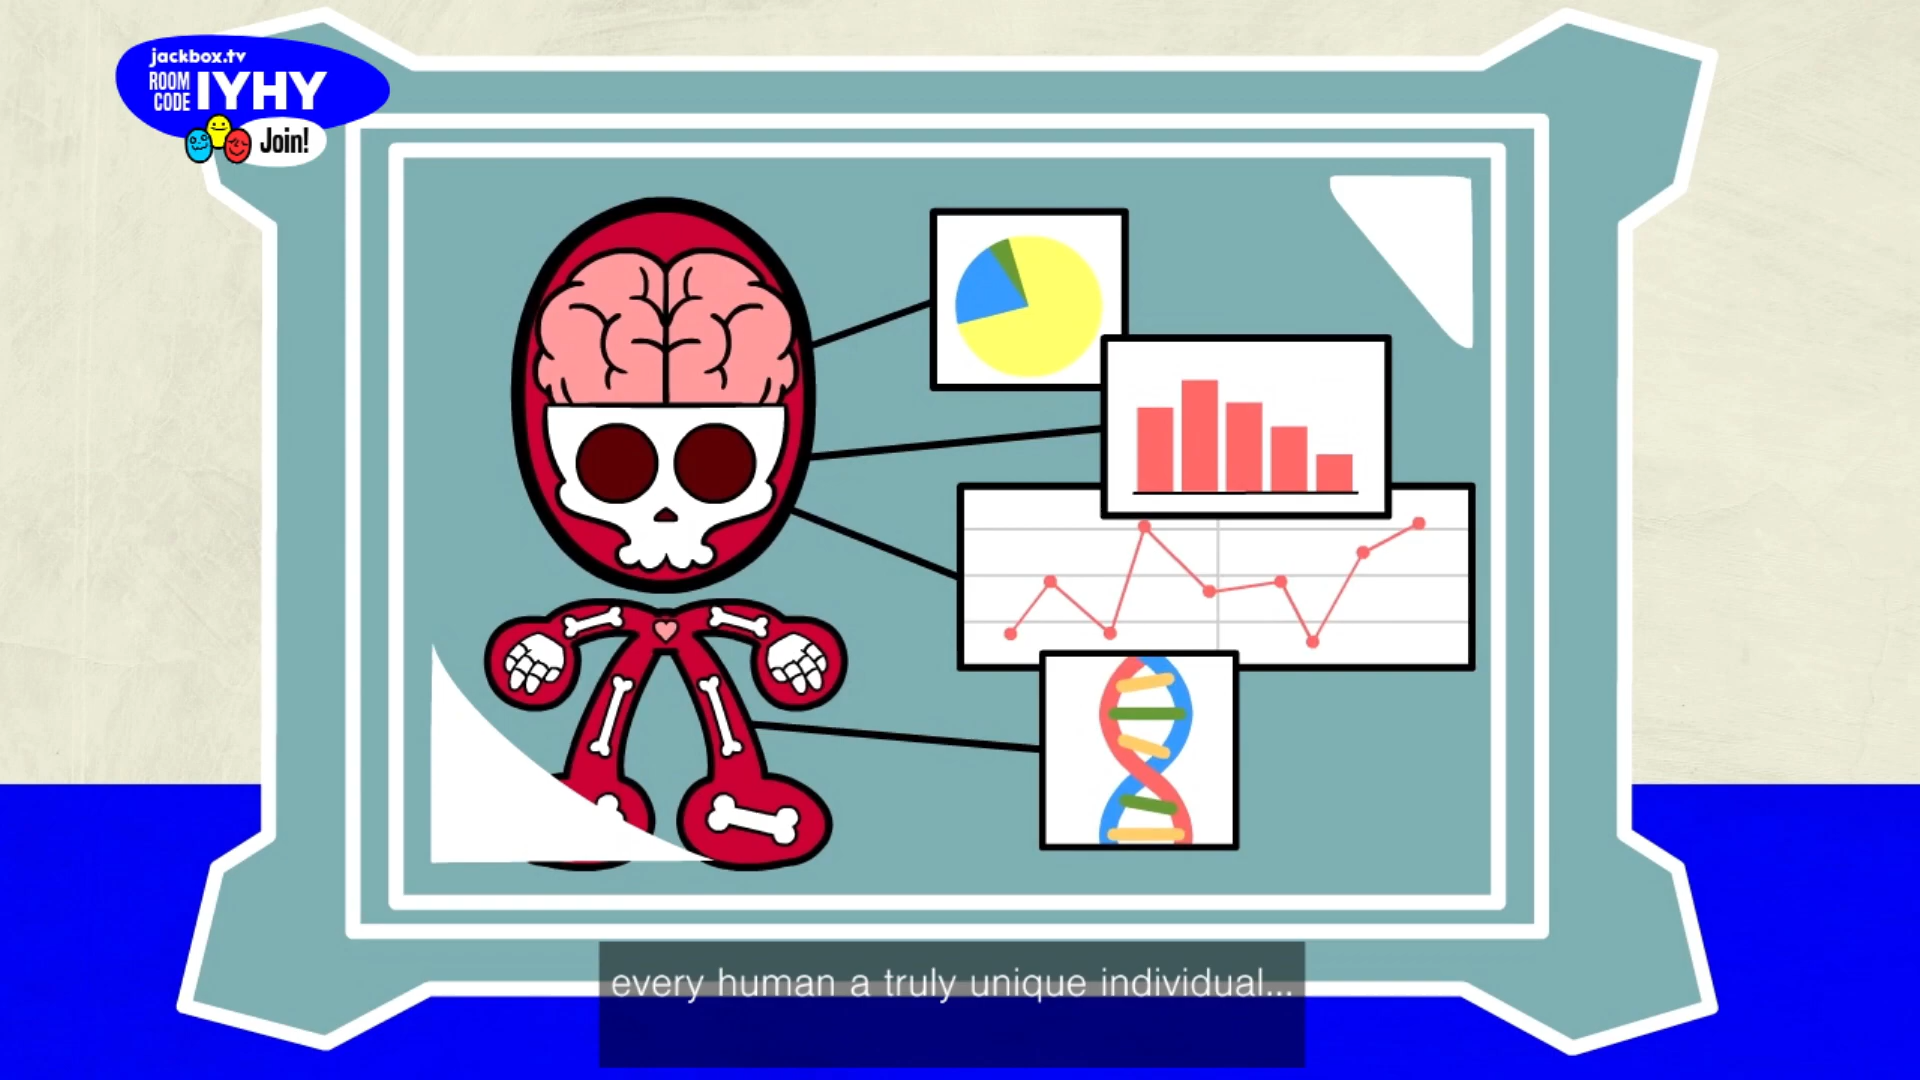 jackbox.tv
ROOM CODE IYHY
Join!
every human a truly unique individual...